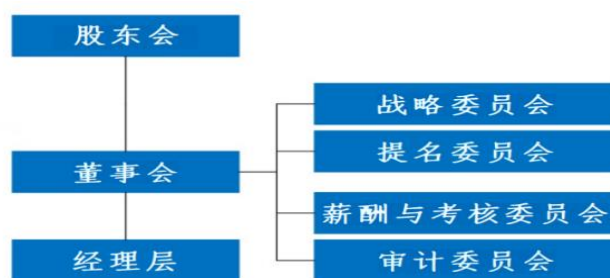 股东会
战略委员会
提名委员会
董事会
薪酬与考核委员会
经理层
审计委员会